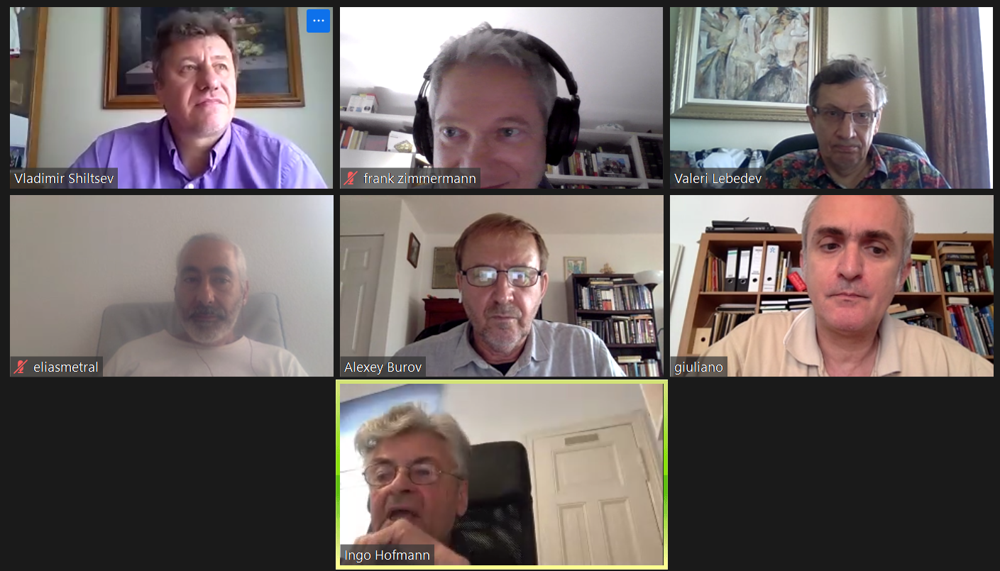 Vladimir Shiltsev
frank zimmermann
Valeri Lebedev
eliasmetral
Alexey Burov
giuliano
Ingo Hofmann